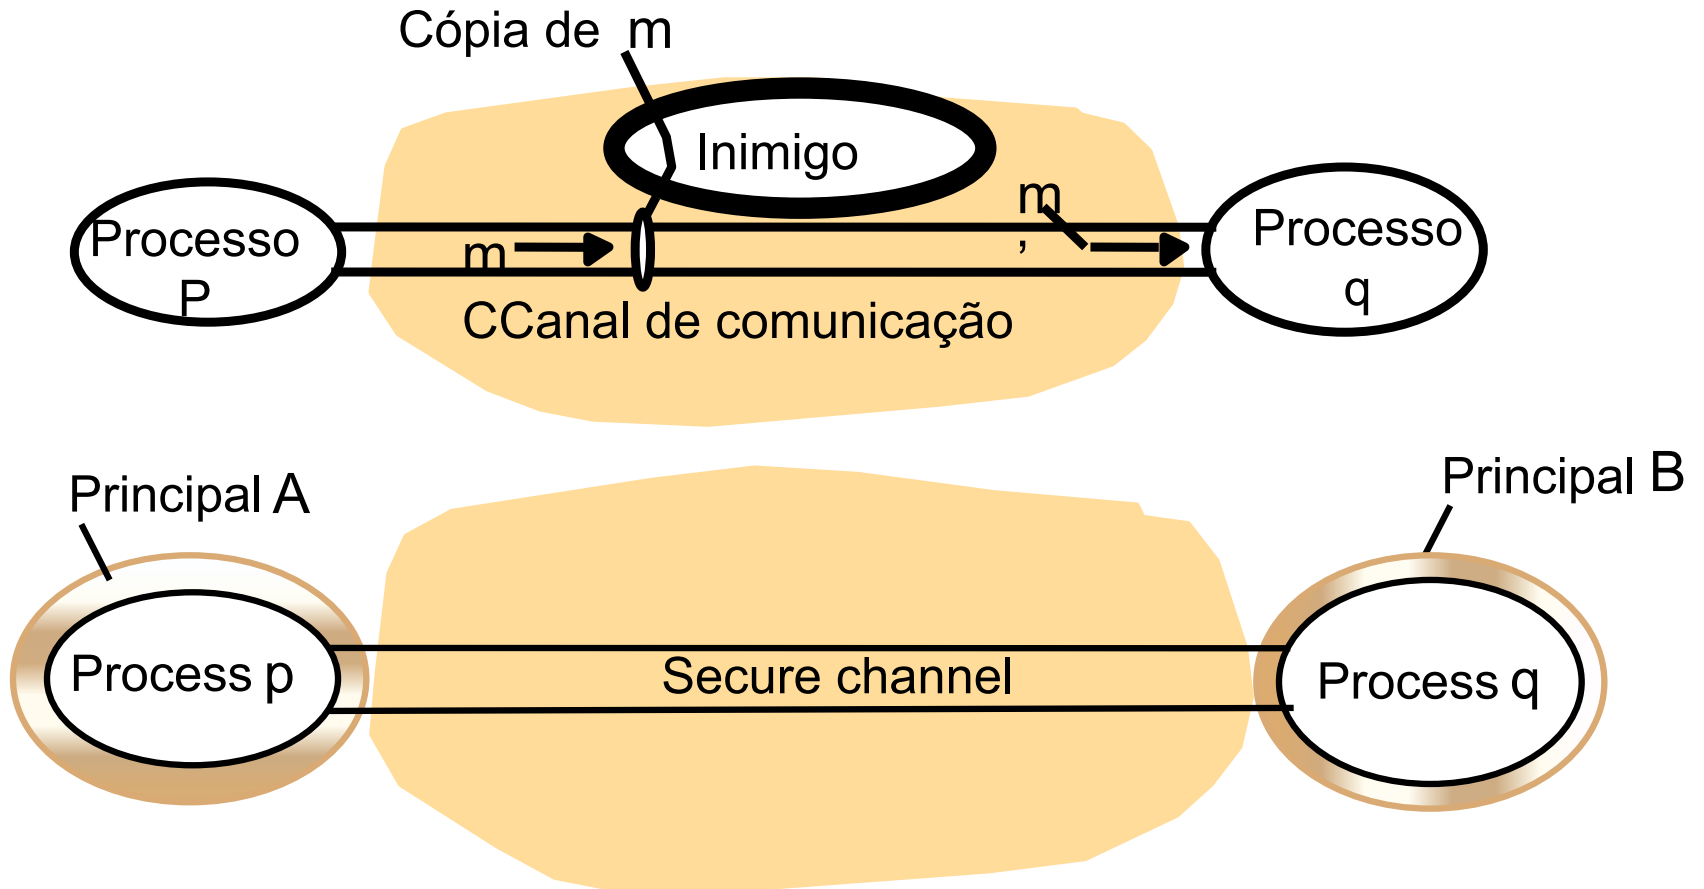 Cópia de m
Inimigo
Processo
P
m
m
’
Processo
q
CCanal de comunicação
Principal A
Principal B
Process p
Secure channel
Process q